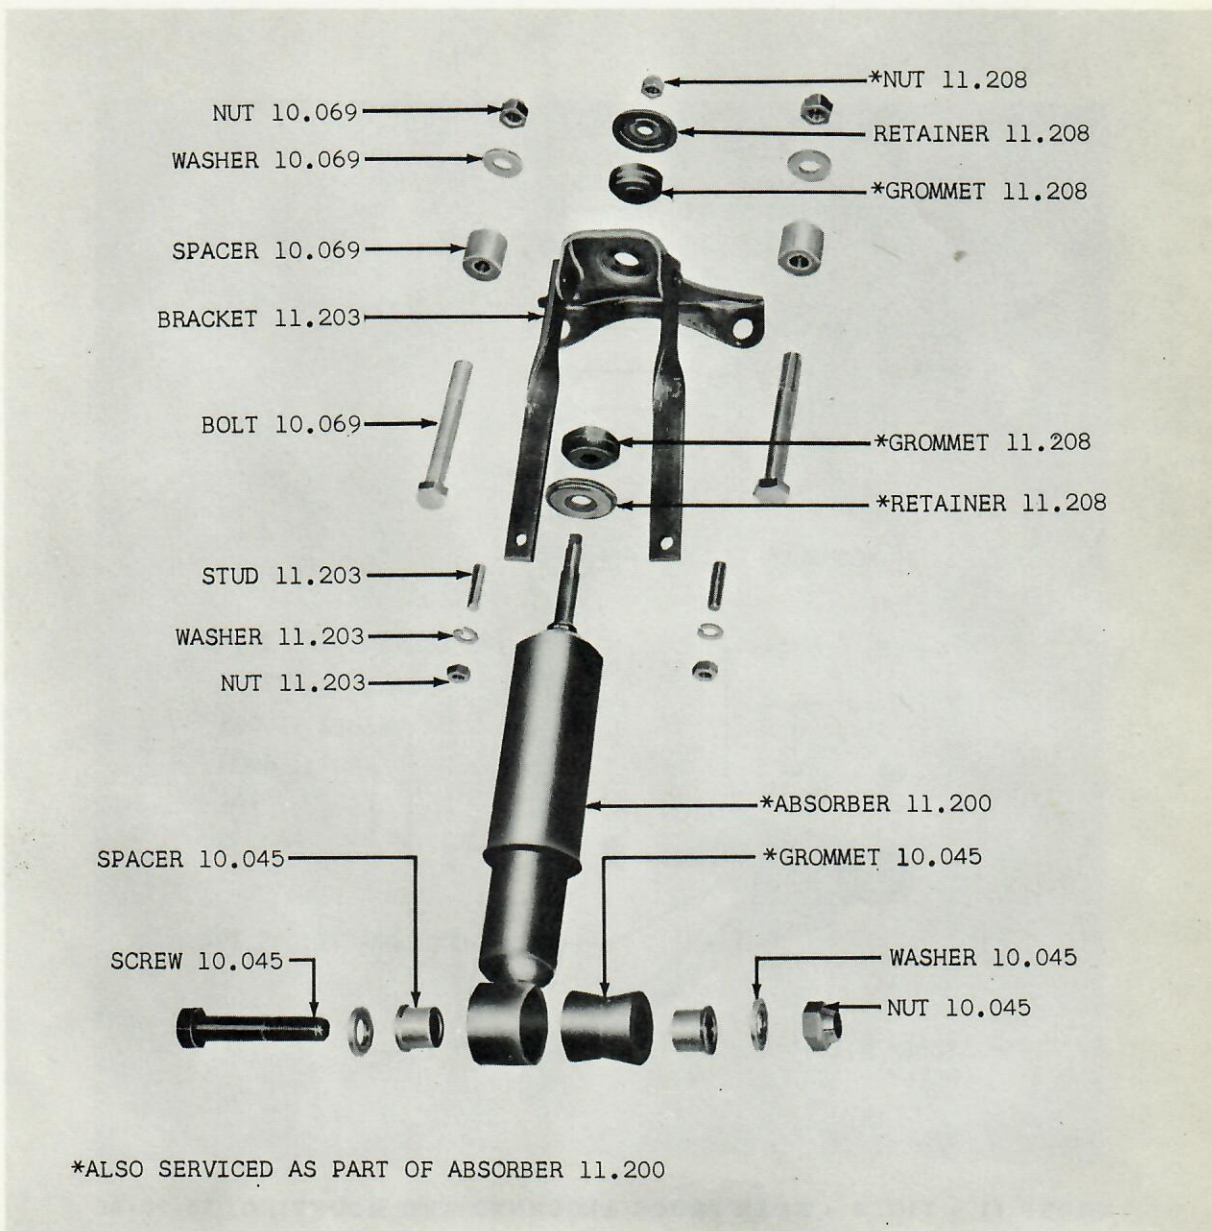 *NUT 11.208
NUT 10.069
RETAINER 11.208
WASHER 10.069
*GROMMET 11.208
SPACER 10.069
BRACKET 11.203
BOLT 10.069
*GROMMET 11.208
*RETAINER 11.208
STUD 11.203
WASHER 11.203
NUT 11.203
*ABSORBER 11.200
SPACER 10.045
*GROMMET 10.045
SCREW 10.045
WASHER 10.045
NUT 10.045
*ALSO SERVICED AS PART OF ABSORBER 11.200